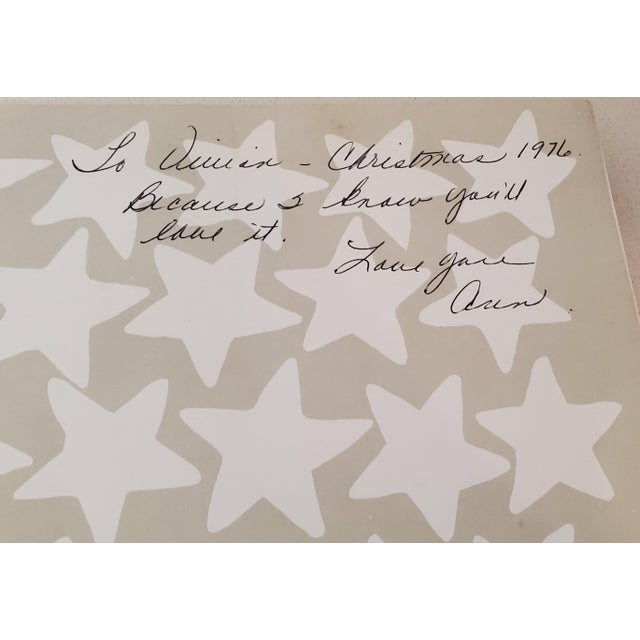 To Vivian - Christmas 1976.
Because I know you'll
love it.
Love you
Ann.